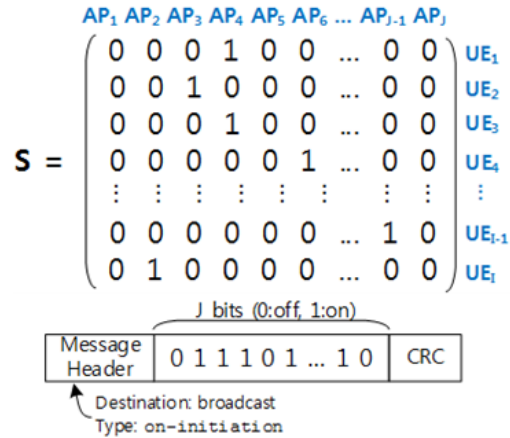 AP₁ AP₂ AP₃ AP₄ AP₅ AP₆ ... AP_J-1 AP_J
0 0 0 1 0 0 ... 0 0 UE₁
0 0 1 0 0 0 ... 0 0 UE₂
0 0 0 1 0 0 ... 0 0 UE₃
S = 0 0 0 0 0 1 ... 0 0 UE₄
⋮ ⋮ ⋮ ⋮ ⋮ ⋮ ⋮ ⋮ ⋮
0 0 0 0 0 0 ... 1 0 UE_I-1
0 1 0 0 0 0 ... 0 0 UE_I
J bits (0:off, 1:on)
Message Header 0 1 1 1 0 1 ... 1 0 CRC
Destination: broadcast
Type: on-initiation